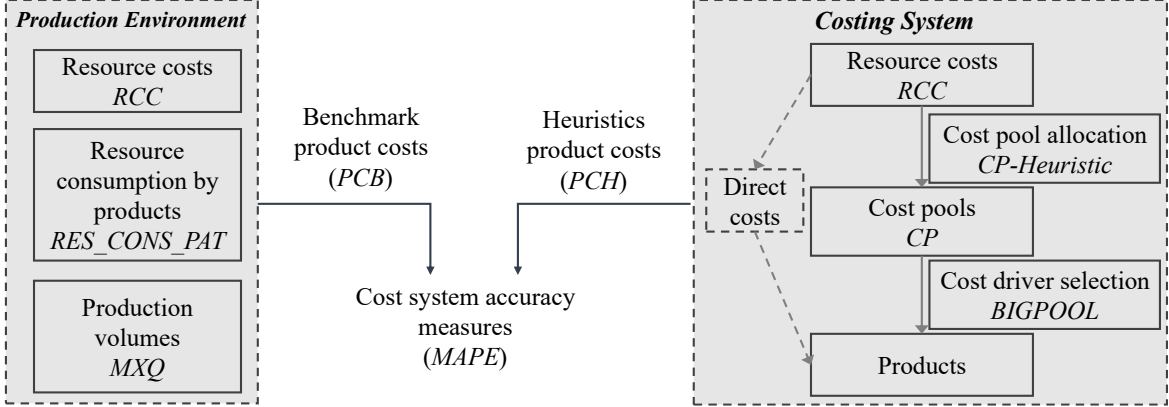 Production Environment
Resource costs
RCC
Resource
consumption by
products
RES_CONS_PAT
Production
volumes
MXQ
Benchmark
product costs
(PCB)
Heuristics
product costs
(PCH)
Cost system accuracy
measures
(MAPE)
Costing System
Resource costs
RCC
Cost pool allocation
CP-Heuristic
Direct
costs
Cost pools
CP
Cost driver selection
BIGPOOL
Products